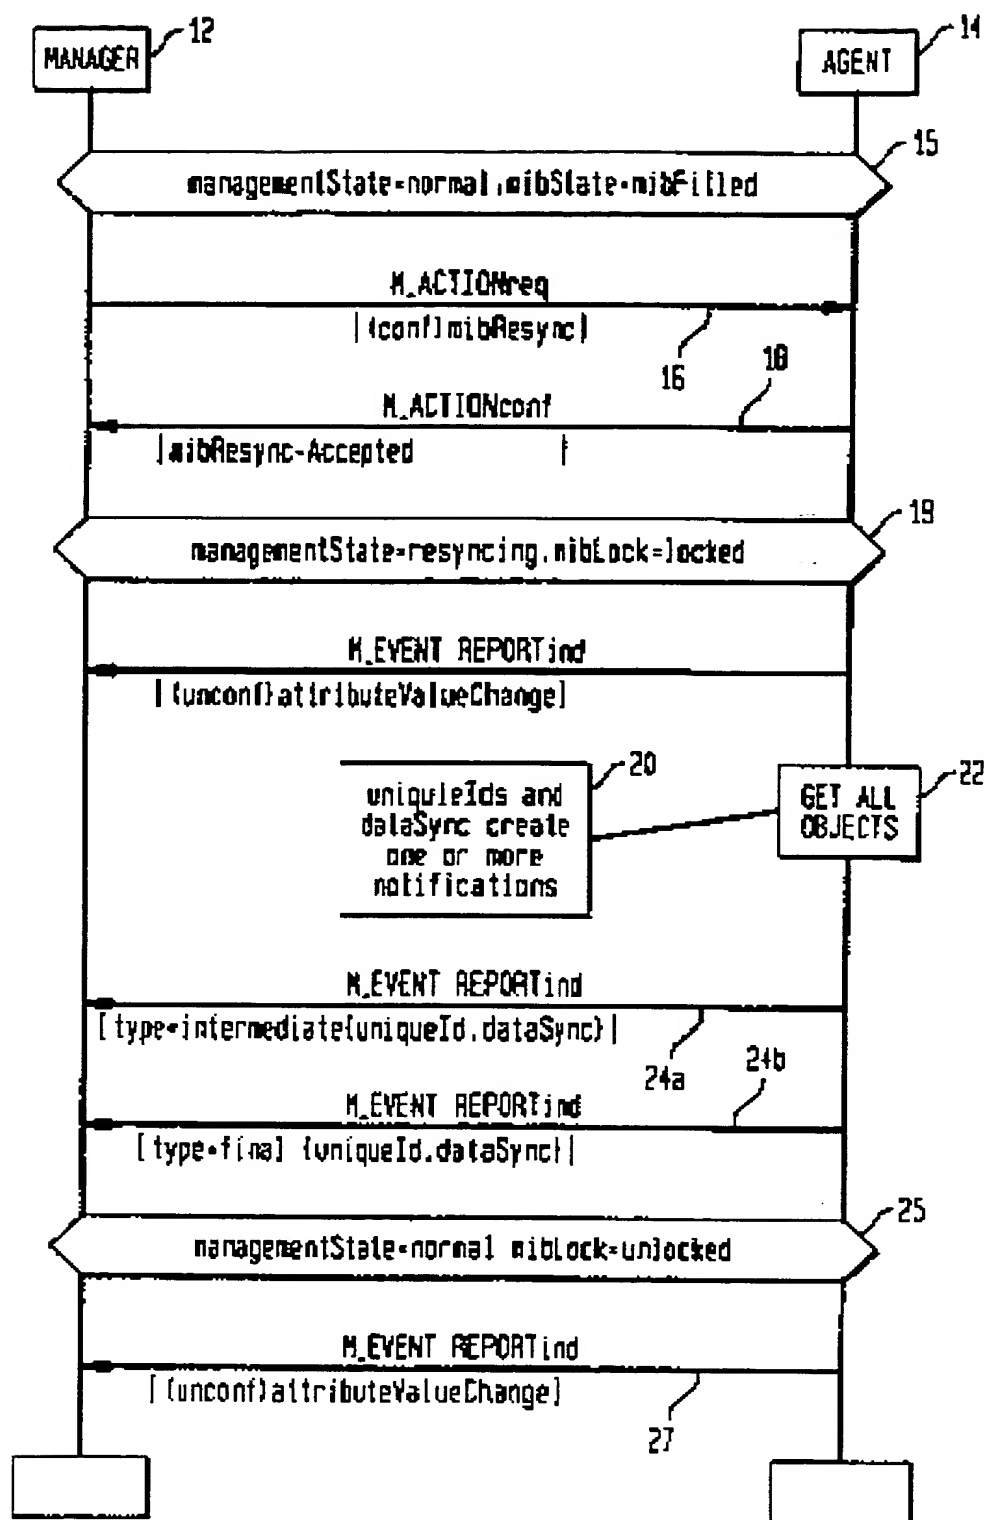 12
14
MANAGER
AGENT
15
managementState=normal,mibState=mibFilled
M_ACTIONreq
[(conf)mibResync]
16
18
M_ACTIONconf
[mibResync-Accepted ]
19
managementState=resyncing,mibLock=locked
M_EVENT REPORTind
[(unconf)attributeValueChange]
20
22
uniquleIds and
dataSync create
one or more
notifications
GET ALL
OBJECTS
M_EVENT REPORTind
[type=intermediate{uniqueId.dataSync}]
24a
24b
M_EVENT REPORTind
[type=final {uniqueId.dataSync}]
25
managementState=normal mibLock=unlocked
M_EVENT REPORTind
[(unconf)attributeValueChange]
27